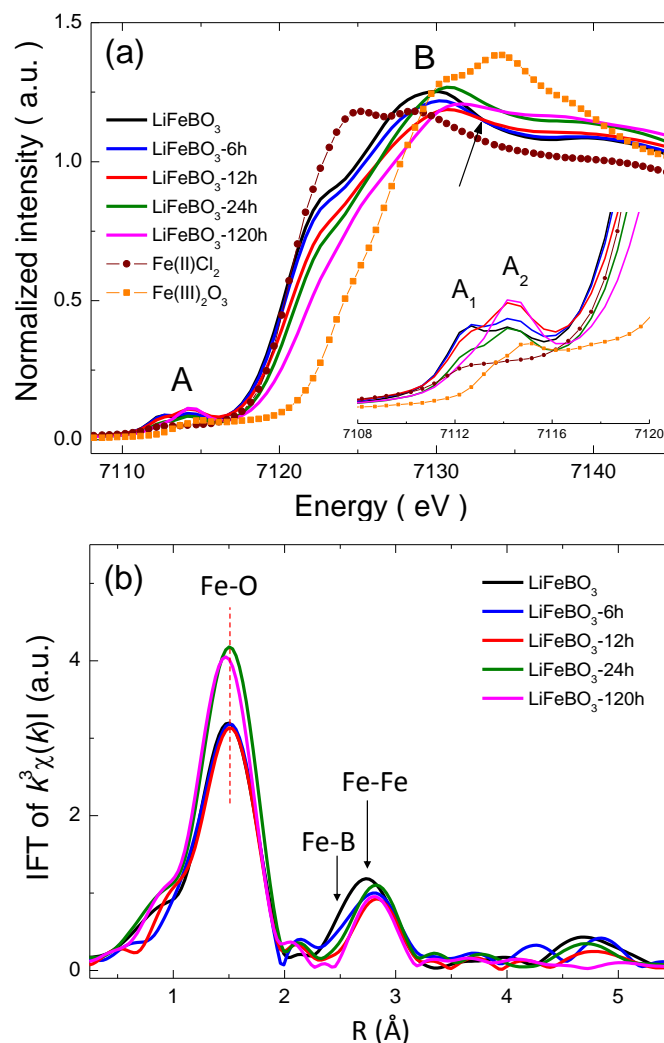 (a)
B
1.5
1.0
0.5
0.0
Normalized intensity ( a.u. )
LiFeBO₃
LiFeBO₃-6h
LiFeBO₃-12h
LiFeBO₃-24h
LiFeBO₃-120h
Fe(II)Cl₂
Fe(III)₂O₃
A
A₁
A₂
7108 7112 7116 7120
7110 7120 7130 7140
Energy ( eV )
(b)
Fe-O
LiFeBO₃
LiFeBO₃-6h
LiFeBO₃-12h
LiFeBO₃-24h
LiFeBO₃-120h
Fe-Fe
Fe-B
4
2
0
IFT of k³χ(k)I (a.u.)
1 2 3 4 5
R (Å)